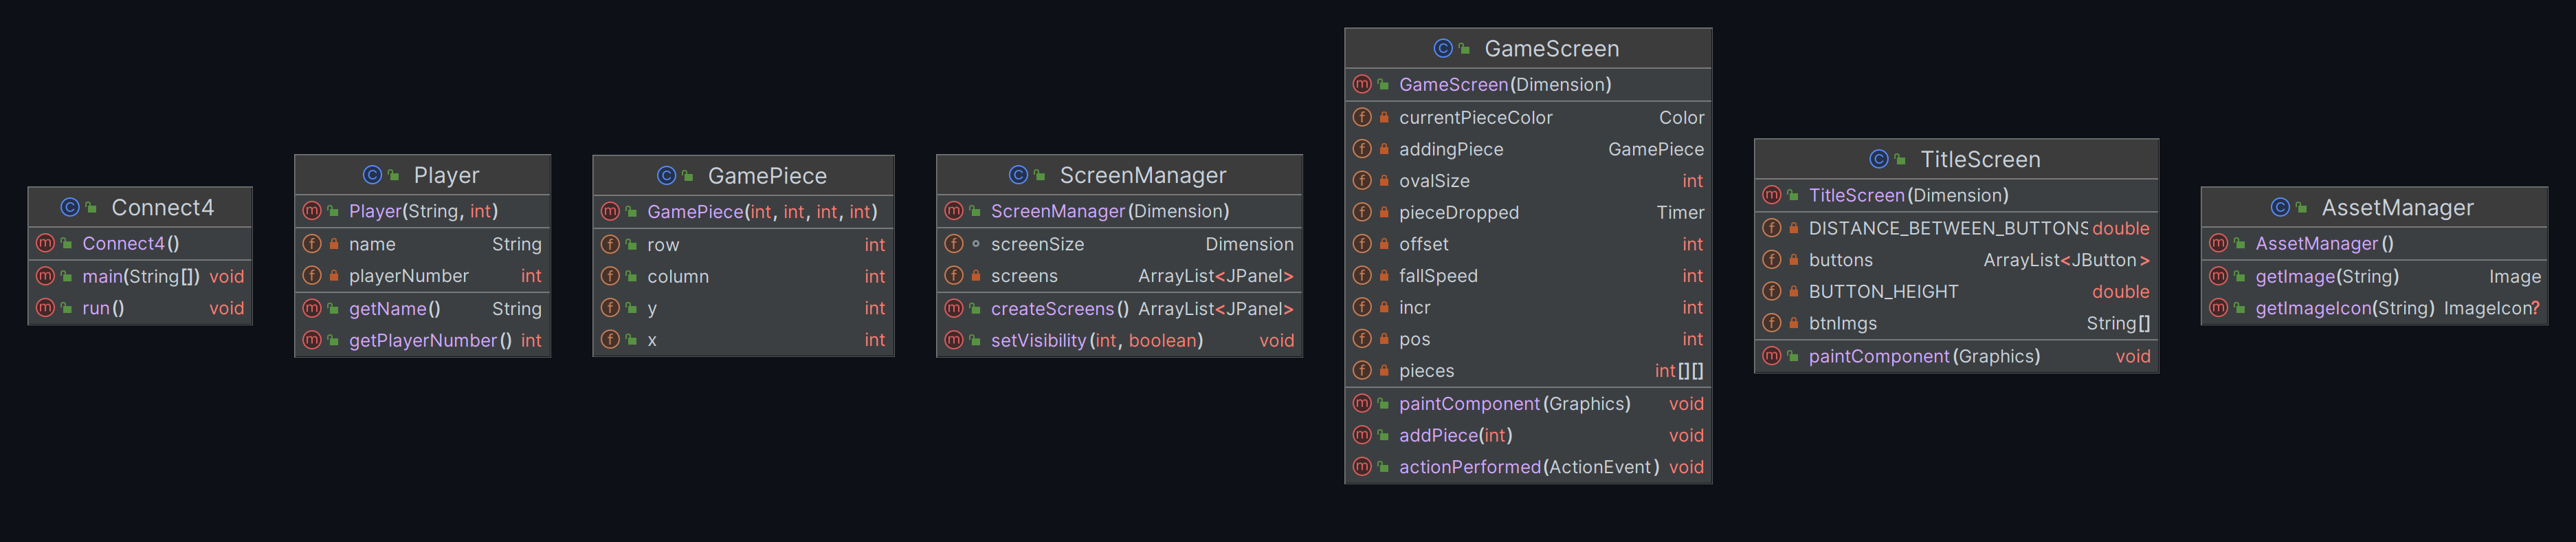 Connect4
Connect4()
main(String[]) void
run() void
Player
Player(String, int)
name String
playerNumber int
getName() String
getPlayerNumber() int
GamePiece
GamePiece(int, int, int, int)
row int
column int
y int
x int
ScreenManager
ScreenManager(Dimension)
screenSize Dimension
screens ArrayList<JPanel>
createScreens() ArrayList<JPanel>
setVisibility(int, boolean) void
GameScreen
GameScreen(Dimension)
currentPieceColor Color
addingPiece GamePiece
ovalSize int
pieceDropped Timer
offset int
fallSpeed int
incr int
pos int
pieces int[][]
paintComponent(Graphics) void
addPiece(int) void
actionPerformed(ActionEvent) void
TitleScreen
TitleScreen(Dimension)
DISTANCE_BETWEEN_BUTTONS double
buttons ArrayList<JButton>
BUTTON_HEIGHT double
btnImgs String[]
paintComponent(Graphics) void
AssetManager
AssetManager()
getImage(String) Image
getImageIcon(String) ImageIcon?